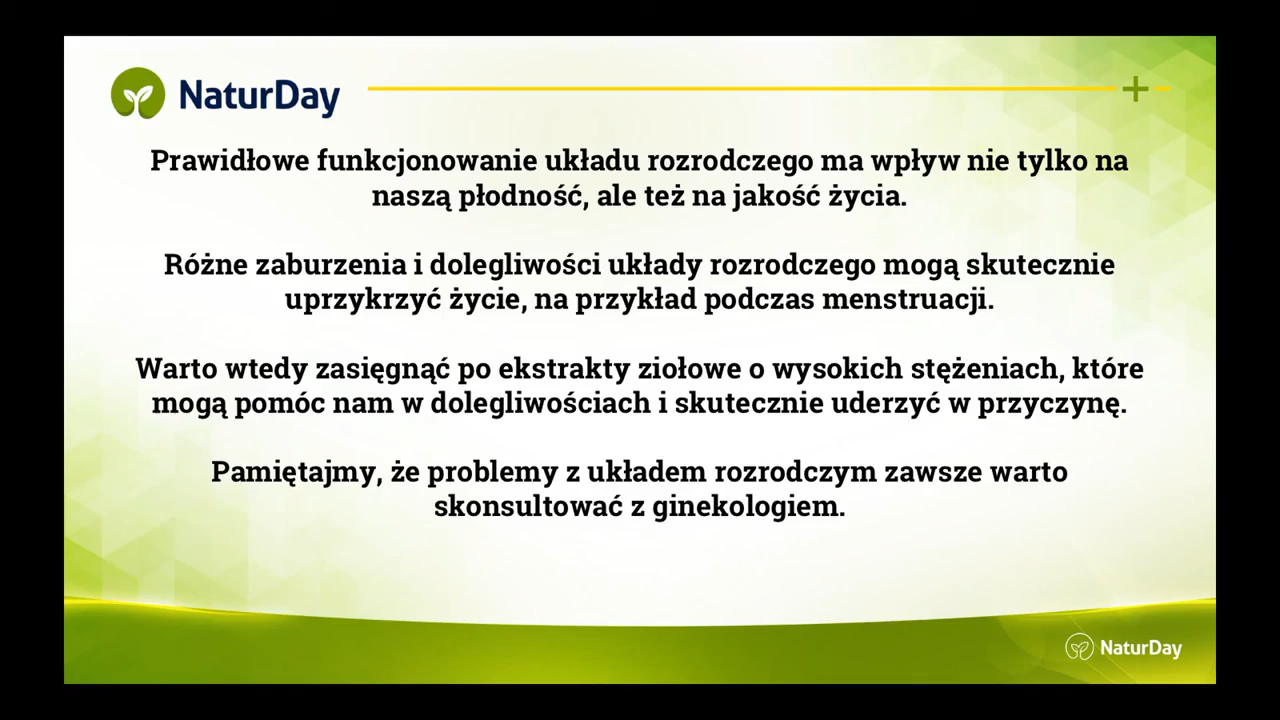 NaturDay
Prawidłowe funkcjonowanie układu rozrodczego ma wpływ nie tylko na
naszą płodność, ale też na jakość życia.
Różne zaburzenia i dolegliwości układy rozrodczego mogą skutecznie
uprzykrzyć życie, na przykład podczas menstruacji.
Warto wtedy zasięgnąć po ekstrakty ziołowe o wysokich stężeniach, które
mogą pomóc nam w dolegliwościach i skutecznie uderzyć w przyczynę.
Pamiętajmy, że problemy z układem rozrodczym zawsze warto
skonsultować z ginekologiem.
NaturDay